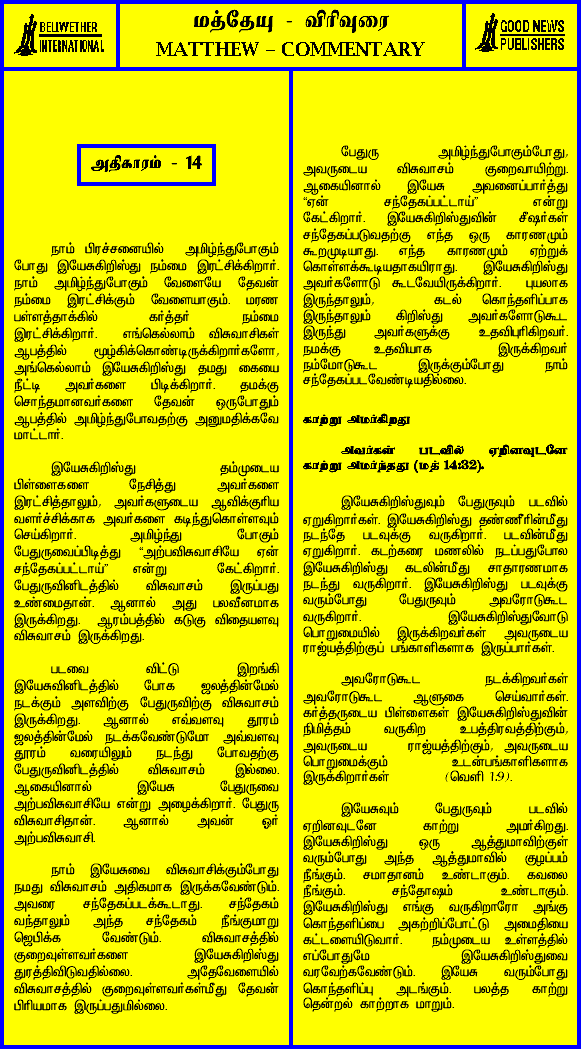 BELLWETHER
INTERNATIONAL
மத்தேயு - விரிவுரை
MATTHEW – COMMENTARY
GOOD NEWS
PUBLISHERS
அதிகாரம் - 14
நாம் பிரச்சனையில் அமிழ்ந்துபோகும்
போது இயேசுகிறிஸ்து நம்மை இரட்சிக்கிறார்.
நாம் அமிழ்ந்துபோகும் வேளையே தேவன்
நம்மை இரட்சிக்கும் வேளையாகும். மரண
பள்ளத்தாக்கில் கர்த்தர் நம்மை
இரட்சிக்கிறார். எங்கெல்லாம் விசுவாசிகள்
ஆபத்தில் மூழ்கிக்கொண்டிருக்கிறார்களோ,
அங்கெல்லாம் இயேசுகிறிஸ்து தமது கையை
நீட்டி அவர்களை பிடிக்கிறார். தமக்கு
சொந்தமானவர்களை தேவன் ஒருபோதும்
ஆபத்தில் அமிழ்ந்துபோவதற்கு அனுமதிக்கவே
மாட்டார்.
இயேசுகிறிஸ்து தம்முடைய
பிள்ளைகளை நேசித்து அவர்களை
இரட்சித்தாலும், அவர்களுடைய ஆவிக்குரிய
வளர்ச்சிக்காக அவர்களை கடிந்துகொள்ளவும்
செய்கிறார். அமிழ்ந்து போகும்
பேதுருவைப்பிடித்து “அற்பவிசுவாசியே ஏன்
சந்தேகப்பட்டாய்” என்று கேட்கிறார்.
பேதுருவினிடத்தில் விசுவாசம் இருப்பது
உண்மைதான். ஆனால் அது பலவீனமாக
இருக்கிறது. ஆரம்பத்தில் கடுகு விதையளவு
விசுவாசம் இருக்கிறது.
படவை விட்டு இறங்கி
இயேசுவினிடத்தில் போக ஜலத்தின்மேல்
நடக்கும் அளவிற்கு பேதுருவிற்கு விசுவாசம்
இருக்கிறது. ஆனால் எவ்வளவு தூரம்
ஜலத்தின்மேல் நடக்கவேண்டுமோ அவ்வளவு
தூரம் வரையிலும் நடந்து போவதற்கு
பேதுருவினிடத்தில் விசுவாசம் இல்லை.
ஆகையினால் இயேசு பேதுருவை
அற்பவிசுவாசியே என்று அழைக்கிறார். பேதுரு
விசுவாசிதான். ஆனால் அவன் ஓர்
அற்பவிசுவாசி.
நாம் இயேசுவை விசுவாசிக்கும்போது
நமது விசுவாசம் அதிகமாக இருக்கவேண்டும்.
அவரை சந்தேகப்படக்கூடாது. சந்தேகம்
வந்தாலும் அந்த சந்தேகம் நீங்குமாறு
ஜெபிக்க வேண்டும். விசுவாசத்தில்
குறைவுள்ளவர்களை இயேசுகிறிஸ்து
துரத்திவிடுவதில்லை. அதேவேளையில்
விசுவாசத்தில் குறைவுள்ளவர்கள்மீது தேவன்
பிரியமாக இருப்பதுமில்லை.
பேதுரு அமிழ்ந்துபோகும்போது,
அவருடைய விசுவாசம் குறைவாயிற்று.
ஆகையினால் இயேசு அவனைப்பார்த்து
“ஏன் சந்தேகப்பட்டாய்” என்று
கேட்கிறார். இயேசுகிறிஸ்துவின் சீஷர்கள்
சந்தேகப்படுவதற்கு எந்த ஒரு காரணமும்
கூறமுடியாது. எந்த காரணமும் ஏற்றுக்
கொள்ளக்கூடியதாகயிராது. இயேசுகிறிஸ்து
அவர்களோடு கூடவேயிருக்கிறார். புயலாக
இருந்தாலும், கடல் கொந்தளிப்பாக
இருந்தாலும் கிறிஸ்து அவர்களோடுகூட
இருந்து அவர்களுக்கு உதவிபுரிகிறவர்.
நமக்கு உதவியாக இருக்கிறவர்
நம்மோடுகூட இருக்கும்போது நாம்
சந்தேகப்படவேண்டியதில்லை.
காற்று அமர்கிறது
அவர்கள் படவில் ஏறினவுடனே
காற்று அமர்ந்தது (மத் 14:32).
இயேசுகிறிஸ்துவும் பேதுருவும் படவில்
ஏறுகிறார்கள். இயேசுகிறிஸ்து தண்ணீரின்மீது
நடந்தே படவுக்கு வருகிறார். படவின்மீது
ஏறுகிறார். கடற்கரை மணலில் நடப்பதுபோல
இயேசுகிறிஸ்து கடலின்மீது சாதாரணமாக
நடந்து வருகிறார். இயேசுகிறிஸ்து படவுக்கு
வரும்போது பேதுருவும் அவரோடுகூட
வருகிறார். இயேசுகிறிஸ்துவோடு
பொறுமையில் இருக்கிறவர்கள் அவருடைய
ராஜ்யத்திற்குப் பங்காளிகளாக இருப்பார்கள்.
அவரோடுகூட நடக்கிறவர்கள்
அவரோடுகூட ஆளுகை செய்வார்கள்.
கர்த்தருடைய பிள்ளைகள் இயேசுகிறிஸ்துவின்
நிமித்தம் வருகிற உபத்திரவத்திற்கும்,
அவருடைய ராஜ்யத்திற்கும், அவருடைய
பொறுமைக்கும் உடன்பங்காளிகளாக
இருக்கிறார்கள் (வெளி 1:9).
இயேசுவும் பேதுருவும் படவில்
ஏறினவுடனே காற்று அமர்கிறது.
இயேசுகிறிஸ்து ஒரு ஆத்துமாவிற்குள்
வரும்போது அந்த ஆத்துமாவில் குழப்பம்
நீங்கும். சமாதானம் உண்டாகும். கவலை
நீங்கும். சந்தோஷம் உண்டாகும்.
இயேசுகிறிஸ்து எங்கு வருகிறாரோ அங்கு
கொந்தளிப்பை அகற்றிப்போட்டு அமைதியை
கட்டளையிடுவார். நம்முடைய உள்ளத்தில்
எப்போதுமே இயேசுகிறிஸ்துவை
வரவேற்கவேண்டும். இயேசு வரும்போது
கொந்தளிப்பு அடங்கும். பலத்த காற்று
தென்றல் காற்றாக மாறும்.